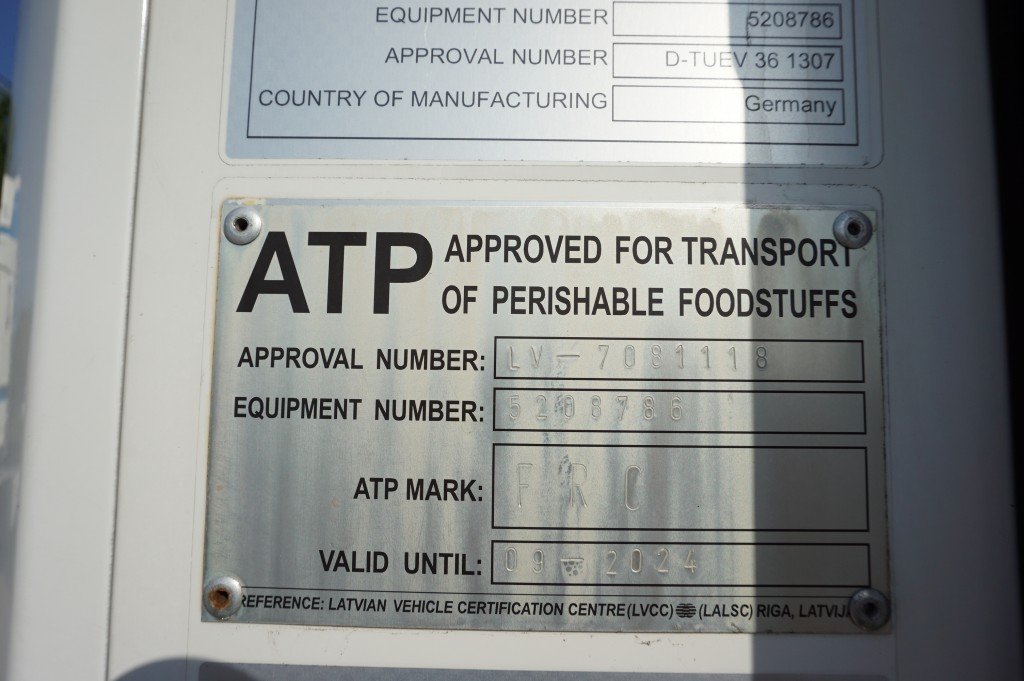 EQUIPMENT NUMBER 5208786
APPROVAL NUMBER D-TUEV 36 1307
COUNTRY OF MANUFACTURING Germany
ATP APPROVED FOR TRANSPORT
OF PERISHABLE FOODSTUFFS
APPROVAL NUMBER: LV-7081118
EQUIPMENT NUMBER: 5208786
ATP MARK: FRC
VALID UNTIL: 09-2024
REFERENCE: LATVIAN VEHICLE CERTIFICATION CENTRE (LVCC) (LALSC) RIGA, LATVIJA